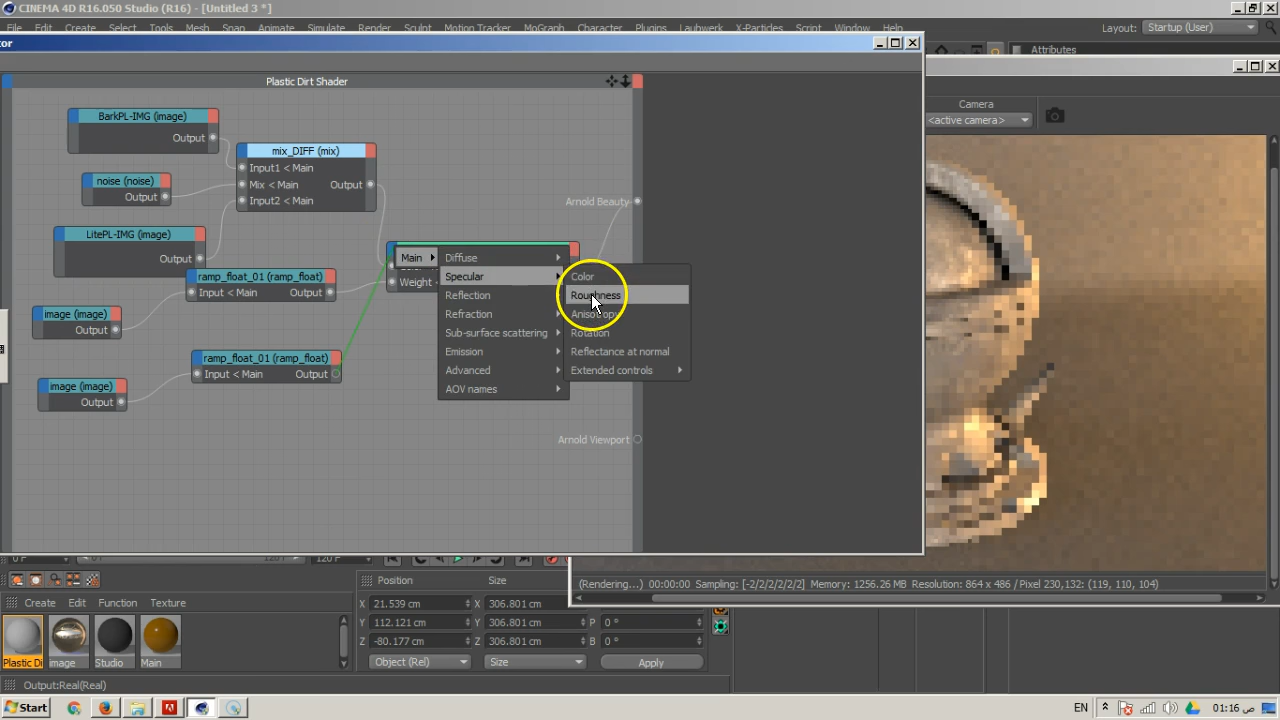 CINEMA 4D R16.050 Studio (R16) - [Untitled 3 *]
File Edit Create Select Tools Mesh Snap Animate Simulate Render Sculpt Motion Tracker MoGraph Character Plugins Laubwerk X-Particles Script Window Help
Layout: Startup (User)
tor
Attributes
Plastic Dirt Shader
Camera
<active camera>
BarkPL-IMG (image)
Output
mix_DIFF (mix)
Input1 < Main
Mix < Main
Output
Input2 < Main
noise (noise)
Output
LitePL-IMG (image)
Output
Arnold Beauty
ramp_float_01 (ramp_float)
Input < Main
Output
Weight
image (image)
Output
ramp_float_01 (ramp_float)
Input < Main
Output
image (image)
Output
Main
Diffuse
Specular
Reflection
Refraction
Sub-surface scattering
Emission
Advanced
AOV names
Color
Roughness
Anisotropy
Rotation
Reflectance at normal
Extended controls
Arnold Viewport
0 F
120 F
(Rendering...) 00:00:00 Sampling: [-2/2/2/2/2/2] Memory: 1256.26 MB Resolution: 864 x 486 / Pixel 230,132: (119, 110, 104)
Create Edit Function Texture
Position Size
X 21.539 cm X 306.801 cm
Y 112.121 cm Y 306.801 cm P 0 °
Z -80.177 cm Z 306.801 cm B 0 °
Object (Rel) Size Apply
Plastic Di image Studio Main
Output:Real(Real)
Start
EN
01:16 ص